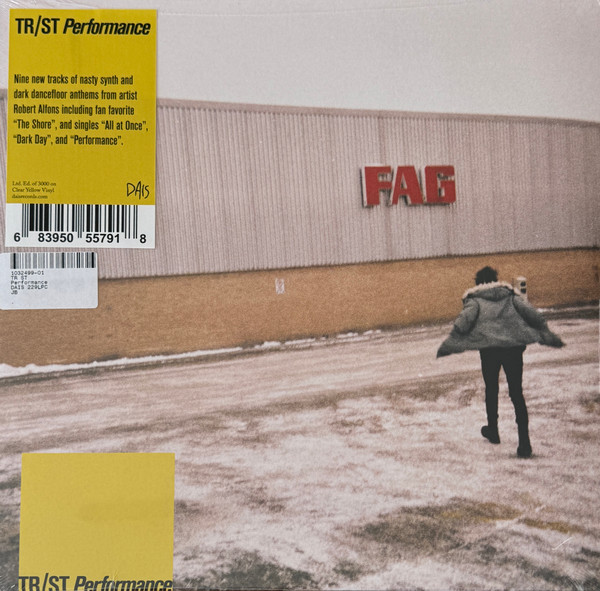 TR/ST Performance
Nine new tracks of nasty synth and
dark dancefloor anthems from artist
Robert Alfons including fan favorite
"The Shore", and singles "All at Once",
"Dark Day", and "Performance".
Ltd. Ed. of 3000 on
Clear Yellow Vinyl
daisrecords.com
DAIS
6 83950 55791 8
1032499-01
TR ST
Performance
DAIS 229LPC
JB
FAG
TR/ST Performance